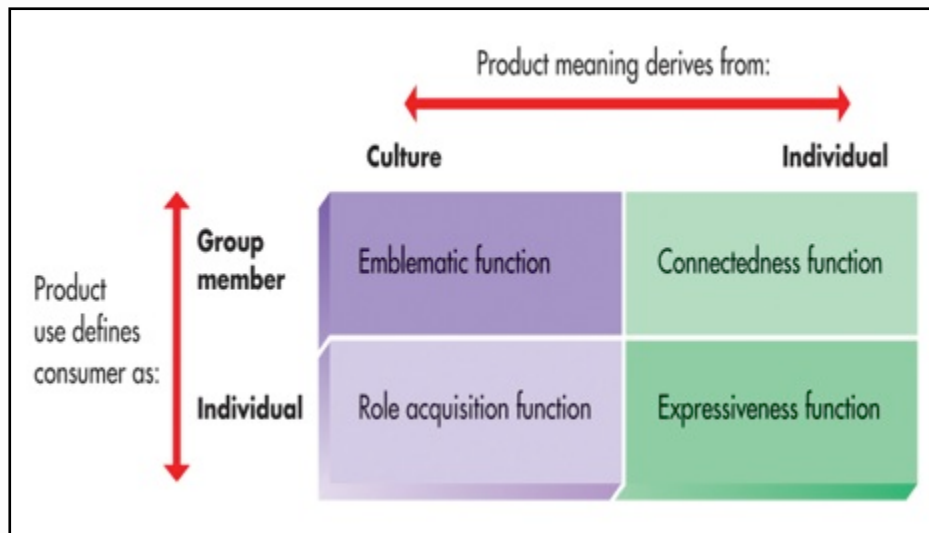 Product meaning derives from:
Culture
Individual
Group
member
Emblematic function
Connectedness function
Product
use defines
consumer as:
Individual
Role acquisition function
Expressiveness function